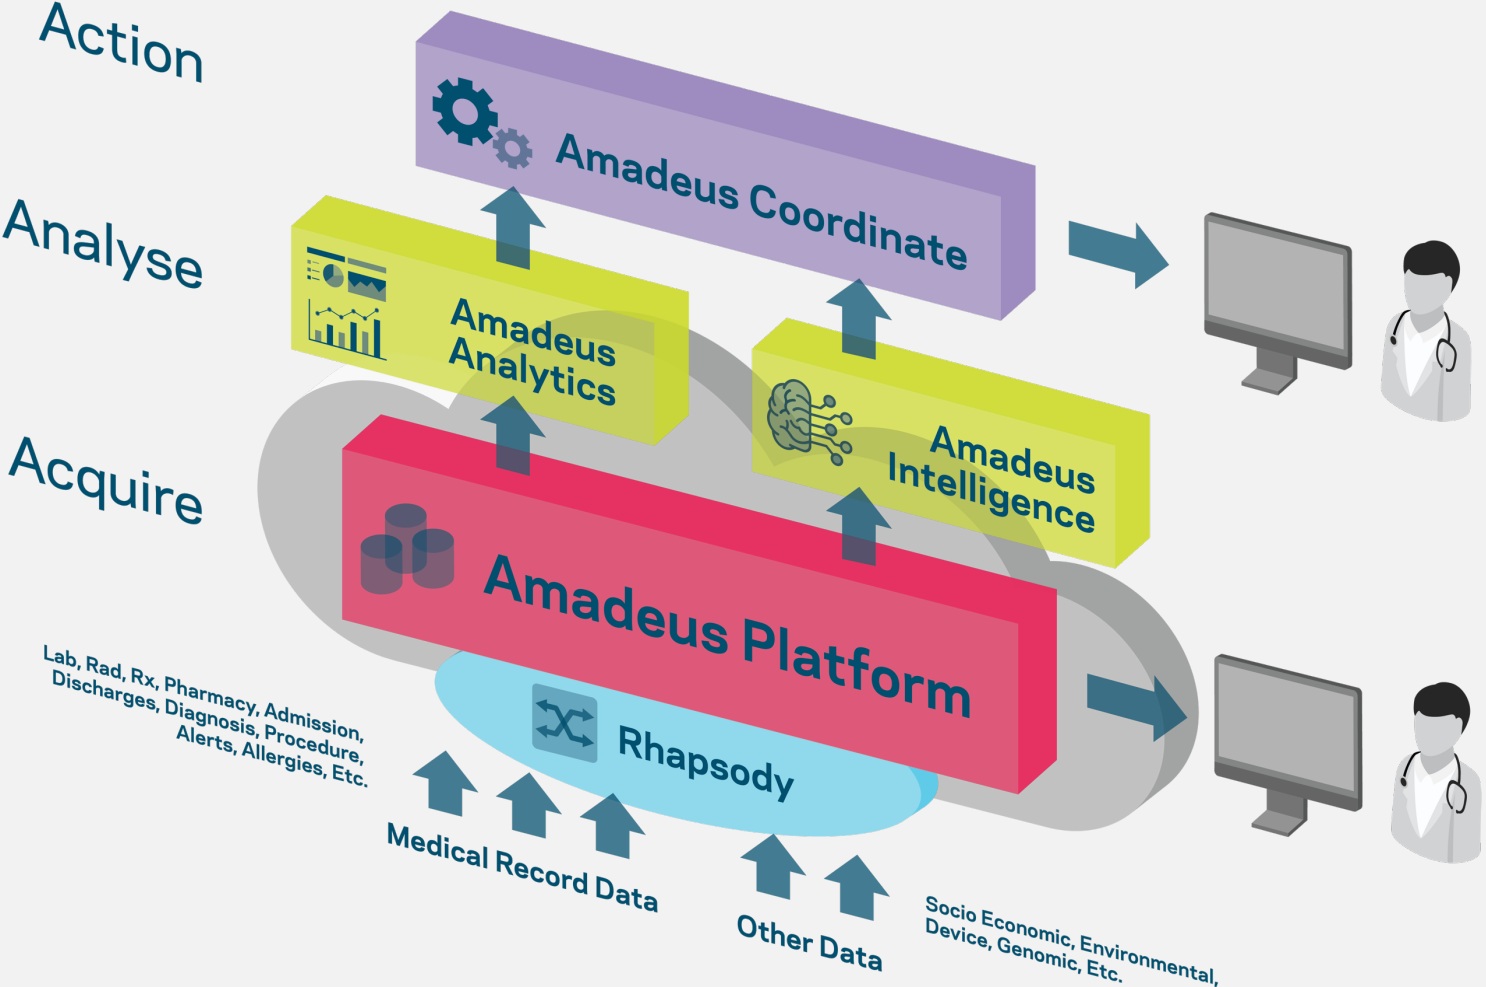 Action
Amadeus Coordinate
Analyse
Amadeus
Analytics
Amadeus
Intelligence
Acquire
Amadeus Platform
Rhapsody
Lab, Rad, Rx, Pharmacy, Admission,
Discharges, Diagnosis, Procedure,
Alerts, Allergies, Etc.
Medical Record Data
Other Data
Socio Economic, Environmental,
Device, Genomic, Etc.